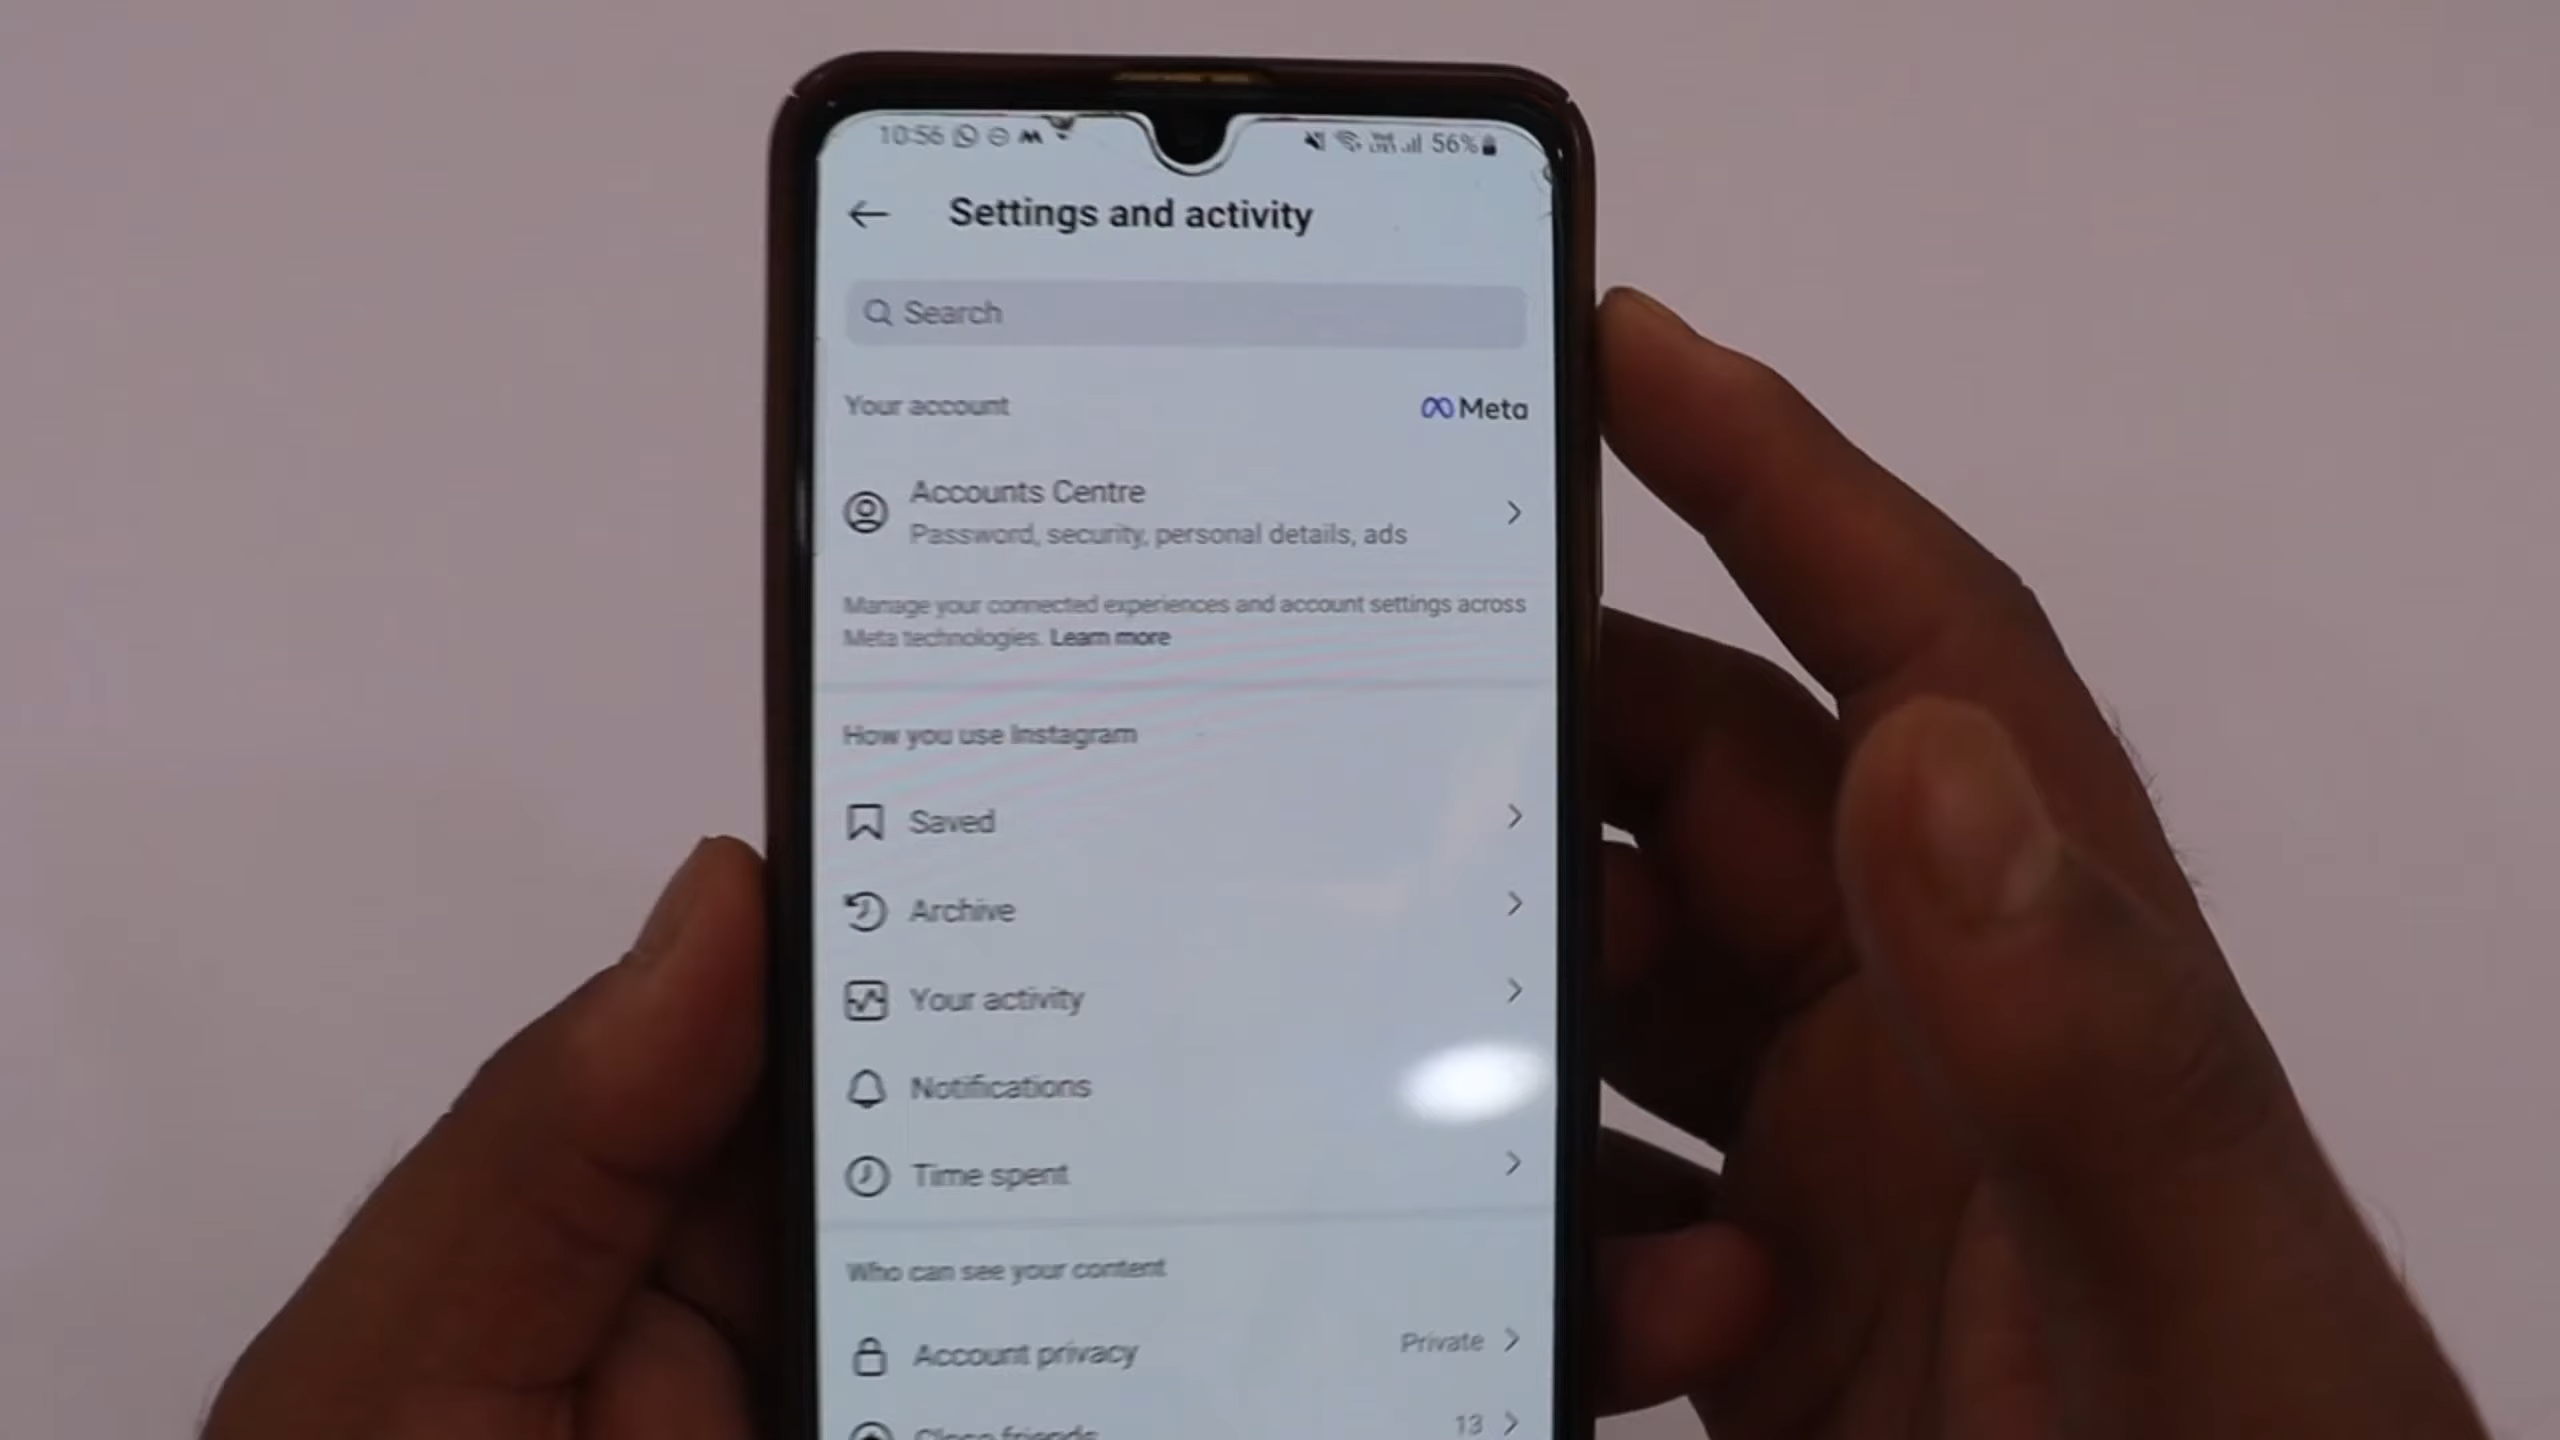 10:56 56%
Settings and activity
Search
Your account Meta
Accounts Centre
Password, security, personal details, ads
Manage your connected experiences and account settings across
Meta technologies. Learn more
How you use Instagram
Saved
Archive
Your activity
Notifications
Time spent
Who can see your content
Account privacy Private
Close friends 13